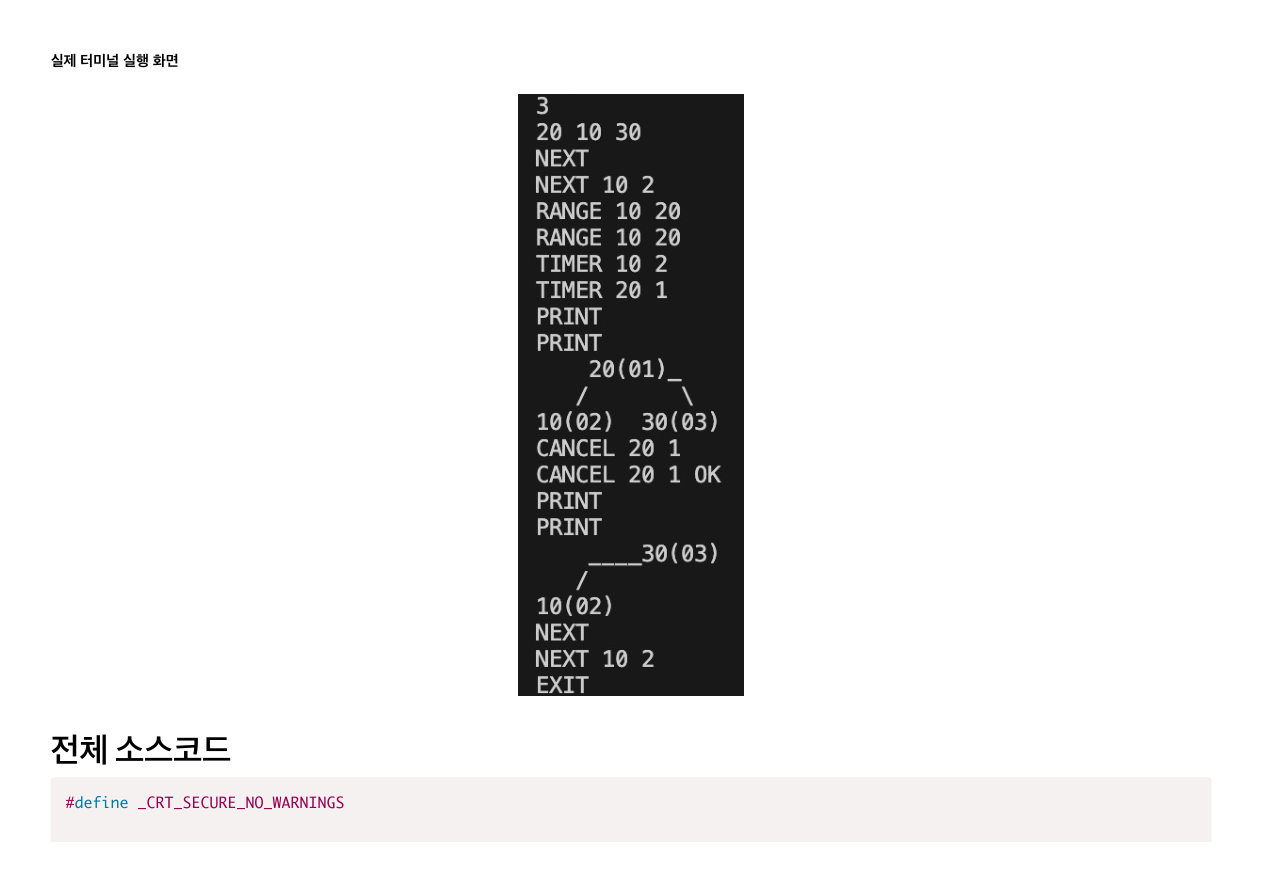 실제 터미널 실행 화면
3
20 10 30
NEXT
NEXT 10 2
RANGE 10 20
RANGE 10 20
TIMER 10 2
TIMER 20 1
PRINT
PRINT
    20(01)_
   /       \
10(02)  30(03)
CANCEL 20 1
CANCEL 20 1 OK
PRINT
PRINT
    ____30(03)
   /
10(02)
NEXT
NEXT 10 2
EXIT
전체 소스코드
#define _CRT_SECURE_NO_WARNINGS